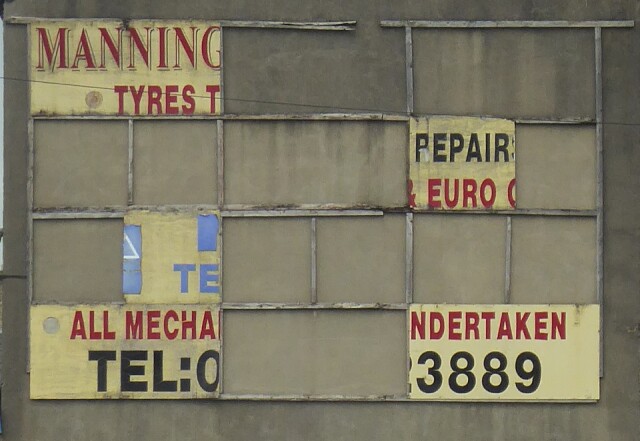 MANNING
TYRES T
REPAIR
& EURO
TE
ALL MECHA NDERTAKEN
TEL:0 23889